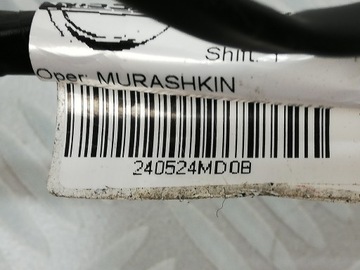 Shift: 1
Oper: MURASHKIN
240524MD0B